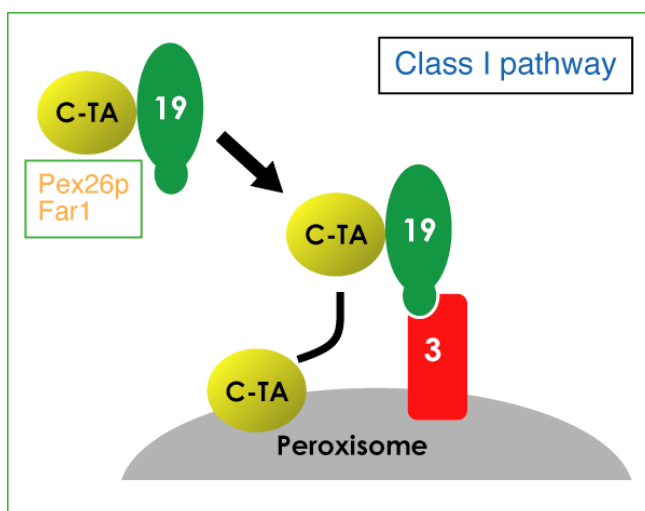 Class I pathway
C-TA
19
Pex26p
Far1
C-TA
19
3
C-TA
Peroxisome